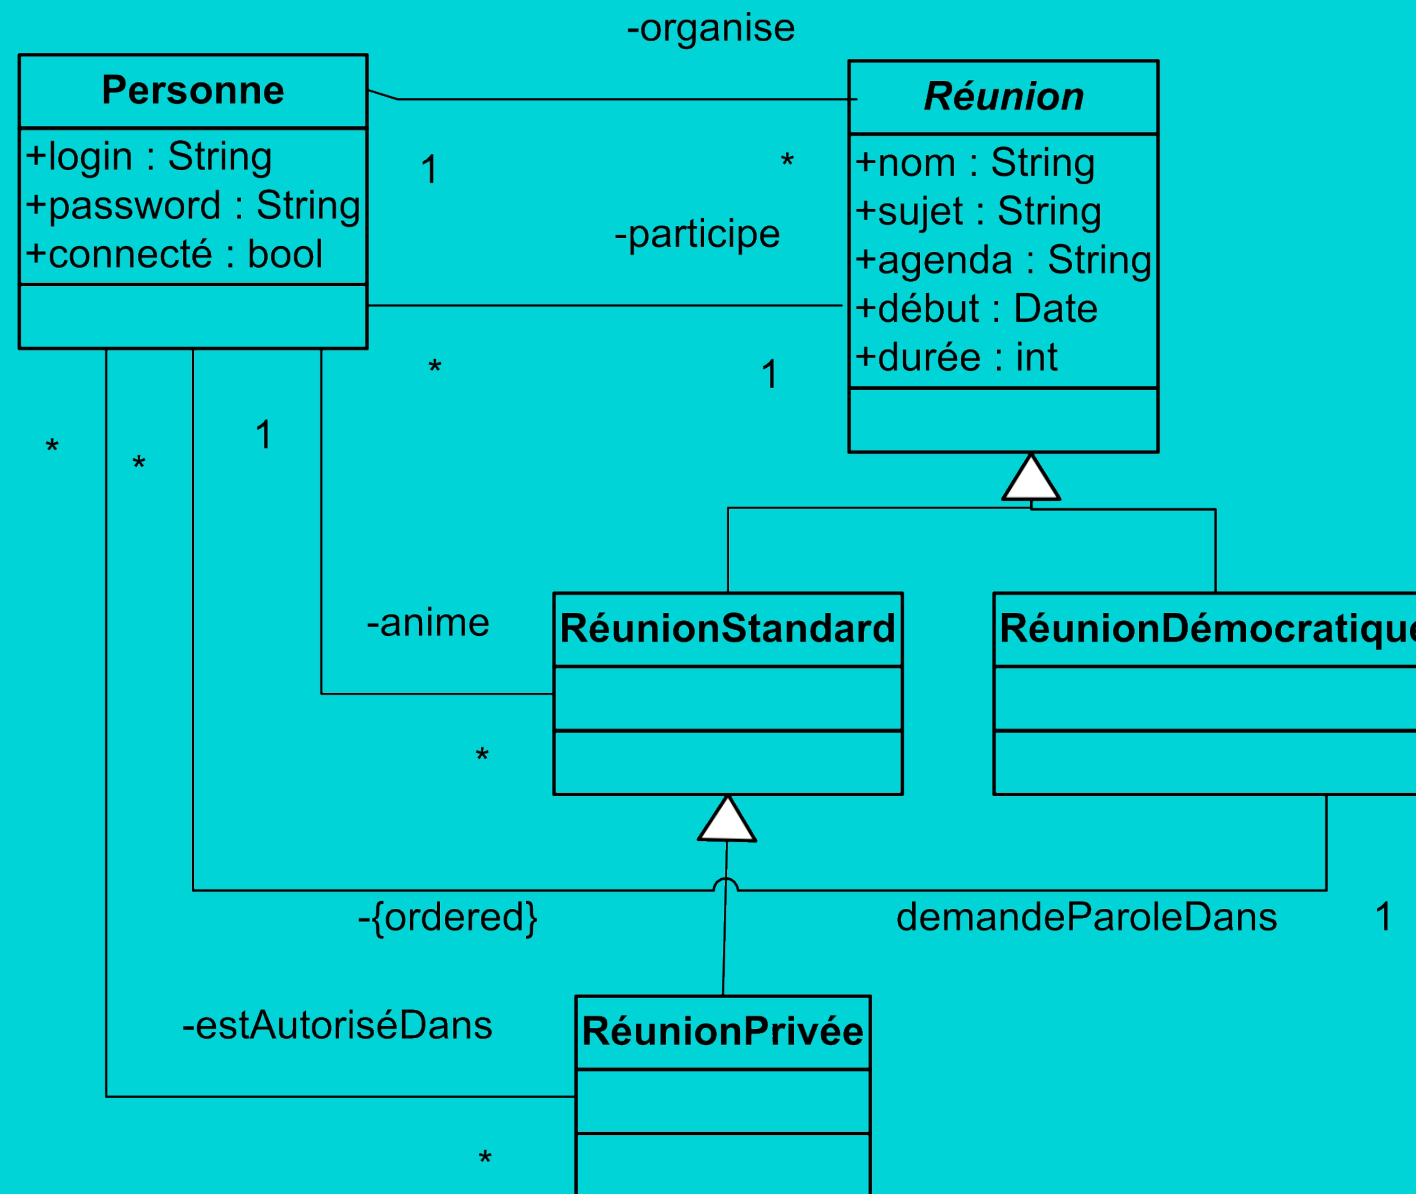 -organise
Personne
+login : String
+password : String
+connecté : bool
Réunion
+nom : String
+sujet : String
+agenda : String
+début : Date
+durée : int
1
*
-participe
*
1
*
*
1
-anime
*
RéunionStandard
RéunionDémocratique
-{ordered}
demandeParoleDans
1
-estAutoriséDans
*
RéunionPrivée